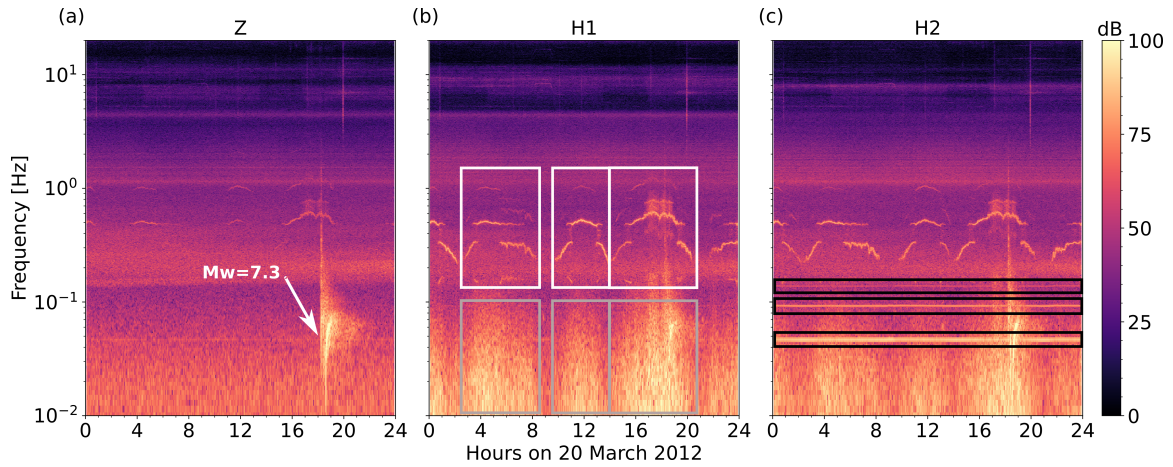 (a) (b) (c)
Z H1 H2 dB
10¹ 10⁰ 10⁻¹ 10⁻²
Frequency [Hz]
Mw=7.3
100 75 50 25 0
0 4 8 12 16 20 24
0 4 8 12 16 20 24
0 4 8 12 16 20 24
Hours on 20 March 2012